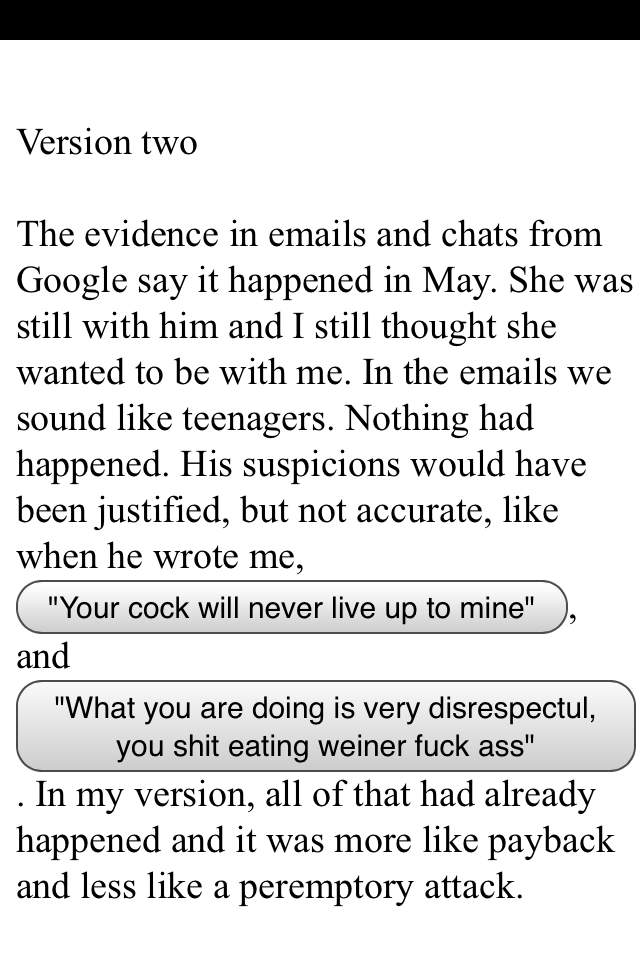 Version two
The evidence in emails and chats from
Google say it happened in May. She was
still with him and I still thought she
wanted to be with me. In the emails we
sound like teenagers. Nothing had
happened. His suspicions would have
been justified, but not accurate, like
when he wrote me,
"Your cock will never live up to mine",
and
"What you are doing is very disrespectul,
you shit eating weiner fuck ass"
. In my version, all of that had already
happened and it was more like payback
and less like a peremptory attack.